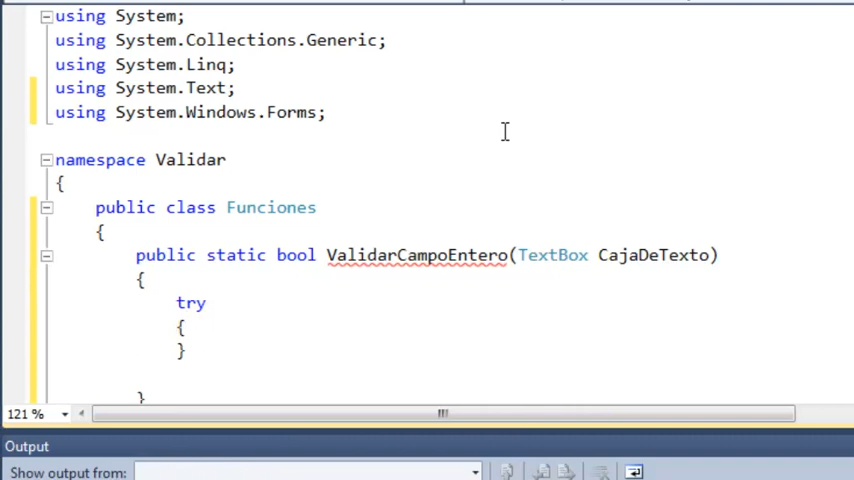 using System;
using System.Collections.Generic;
using System.Linq;
using System.Text;
using System.Windows.Forms;
namespace Validar
{
public class Funciones
{
public static bool ValidarCampoEntero(TextBox CajaDeTexto)
{
try
{
}
}
121 %
Output
Show output from: